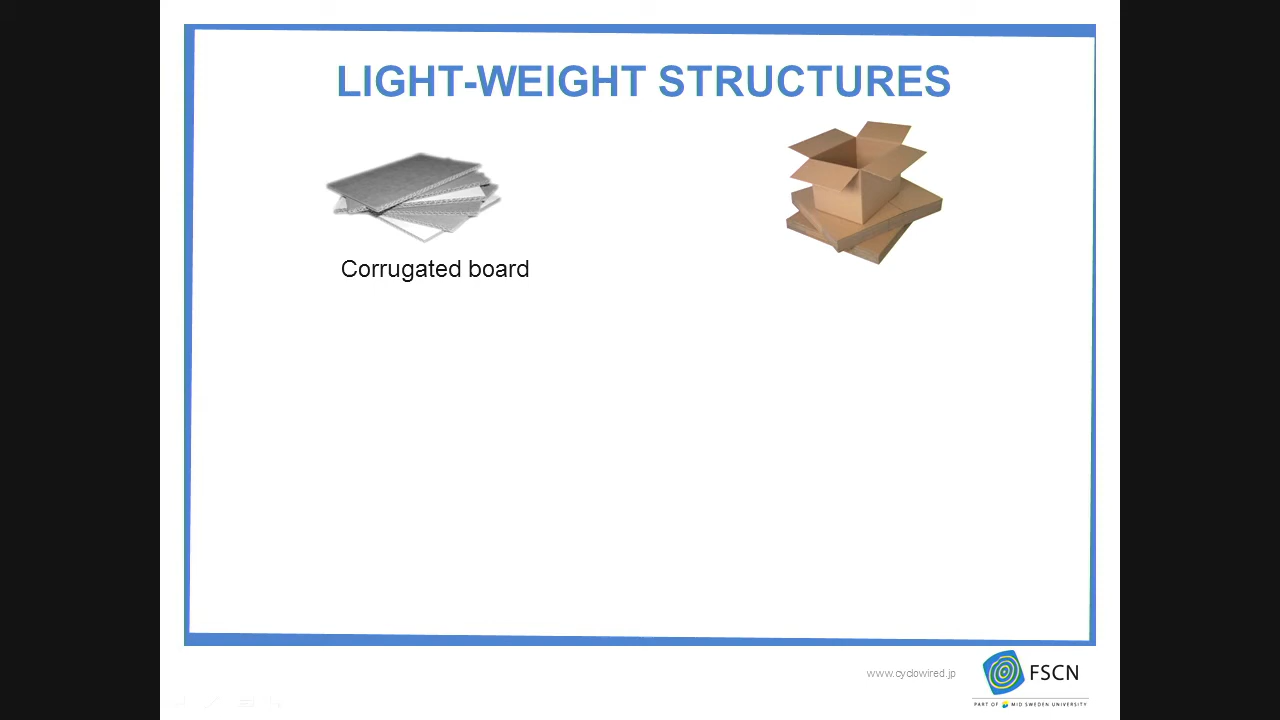 LIGHT-WEIGHT STRUCTURES
Corrugated board
www.cyclowired.jp
FSCN
PART OF MID SWEDEN UNIVERSITY